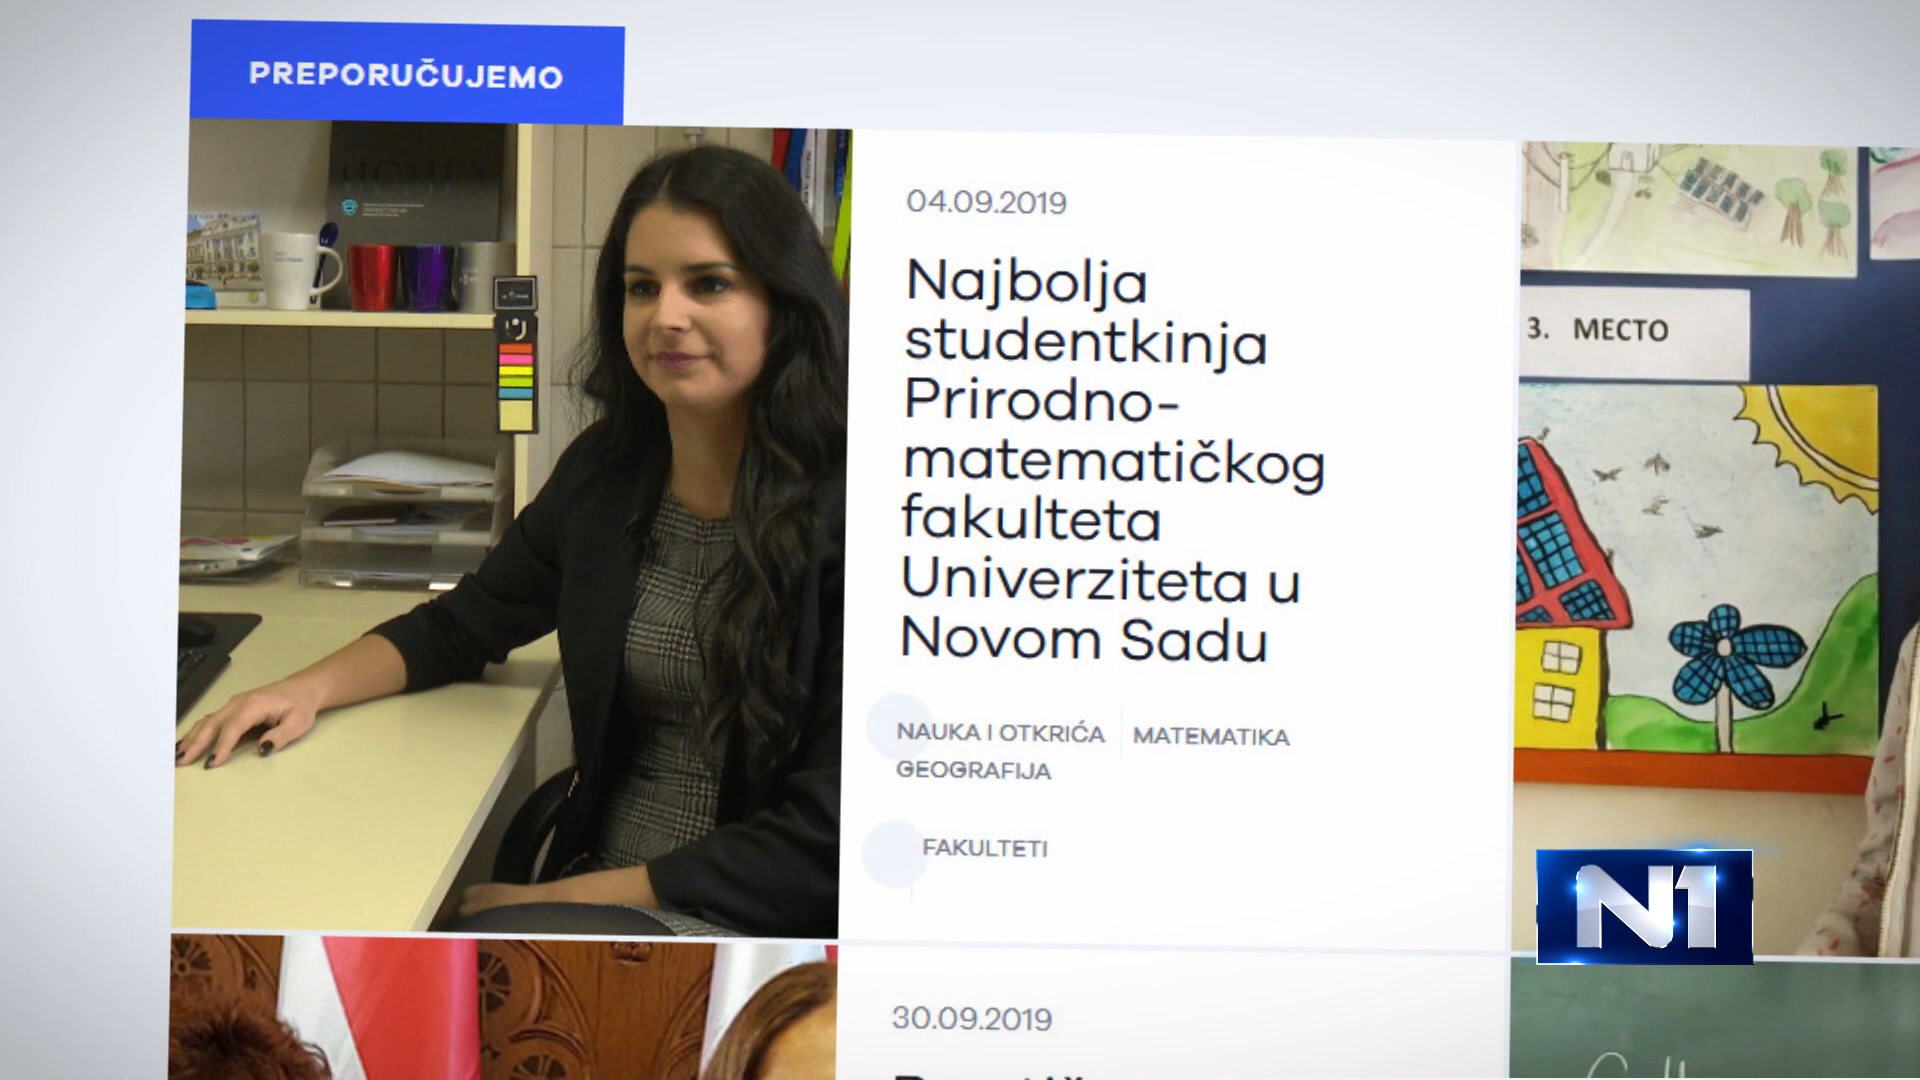 PREPORUČUJEMO
04.09.2019
Najbolja
studentkinja
Prirodno-
matematičkog
fakulteta
Univerziteta u
Novom Sadu
NAUKA I OTKRIĆA
MATEMATIKA
GEOGRAFIJA
FAKULTETI
3. МЕСТО
N1
30.09.2019